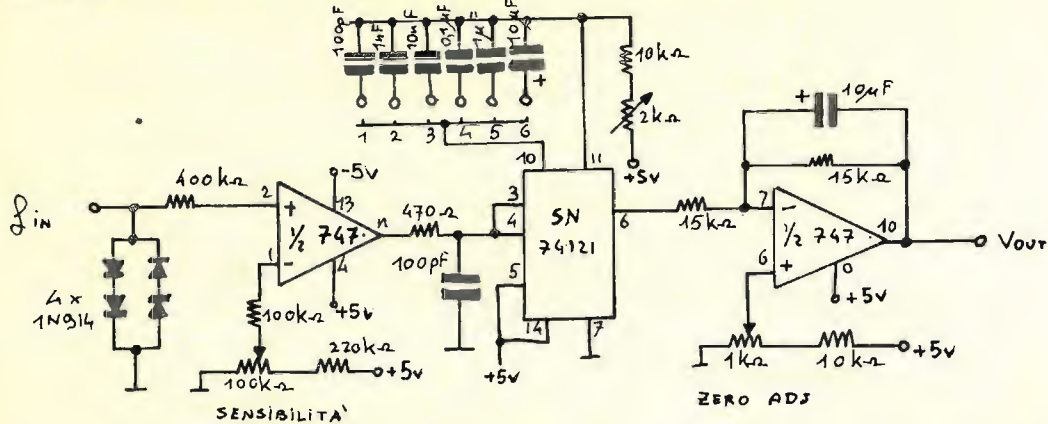 100pF
1nF
10nF
0,1µF
1µF
10µF
+
1
2
3
4
5
6
10
11
10kΩ
2kΩ
+5v
f in
4x
1N914
400kΩ
2
+
1
-
½ 747
-5v
13
4
+5v
100kΩ
100kΩ
220kΩ
+5v
SENSIBILITA'
470Ω
100pF
3
4
5
14
+5v
SN
74121
6
7
15kΩ
+
10µF
15kΩ
7
-
6
+
½ 747
10
+5v
VOUT
1kΩ
10kΩ
+5v
ZERO ADJ